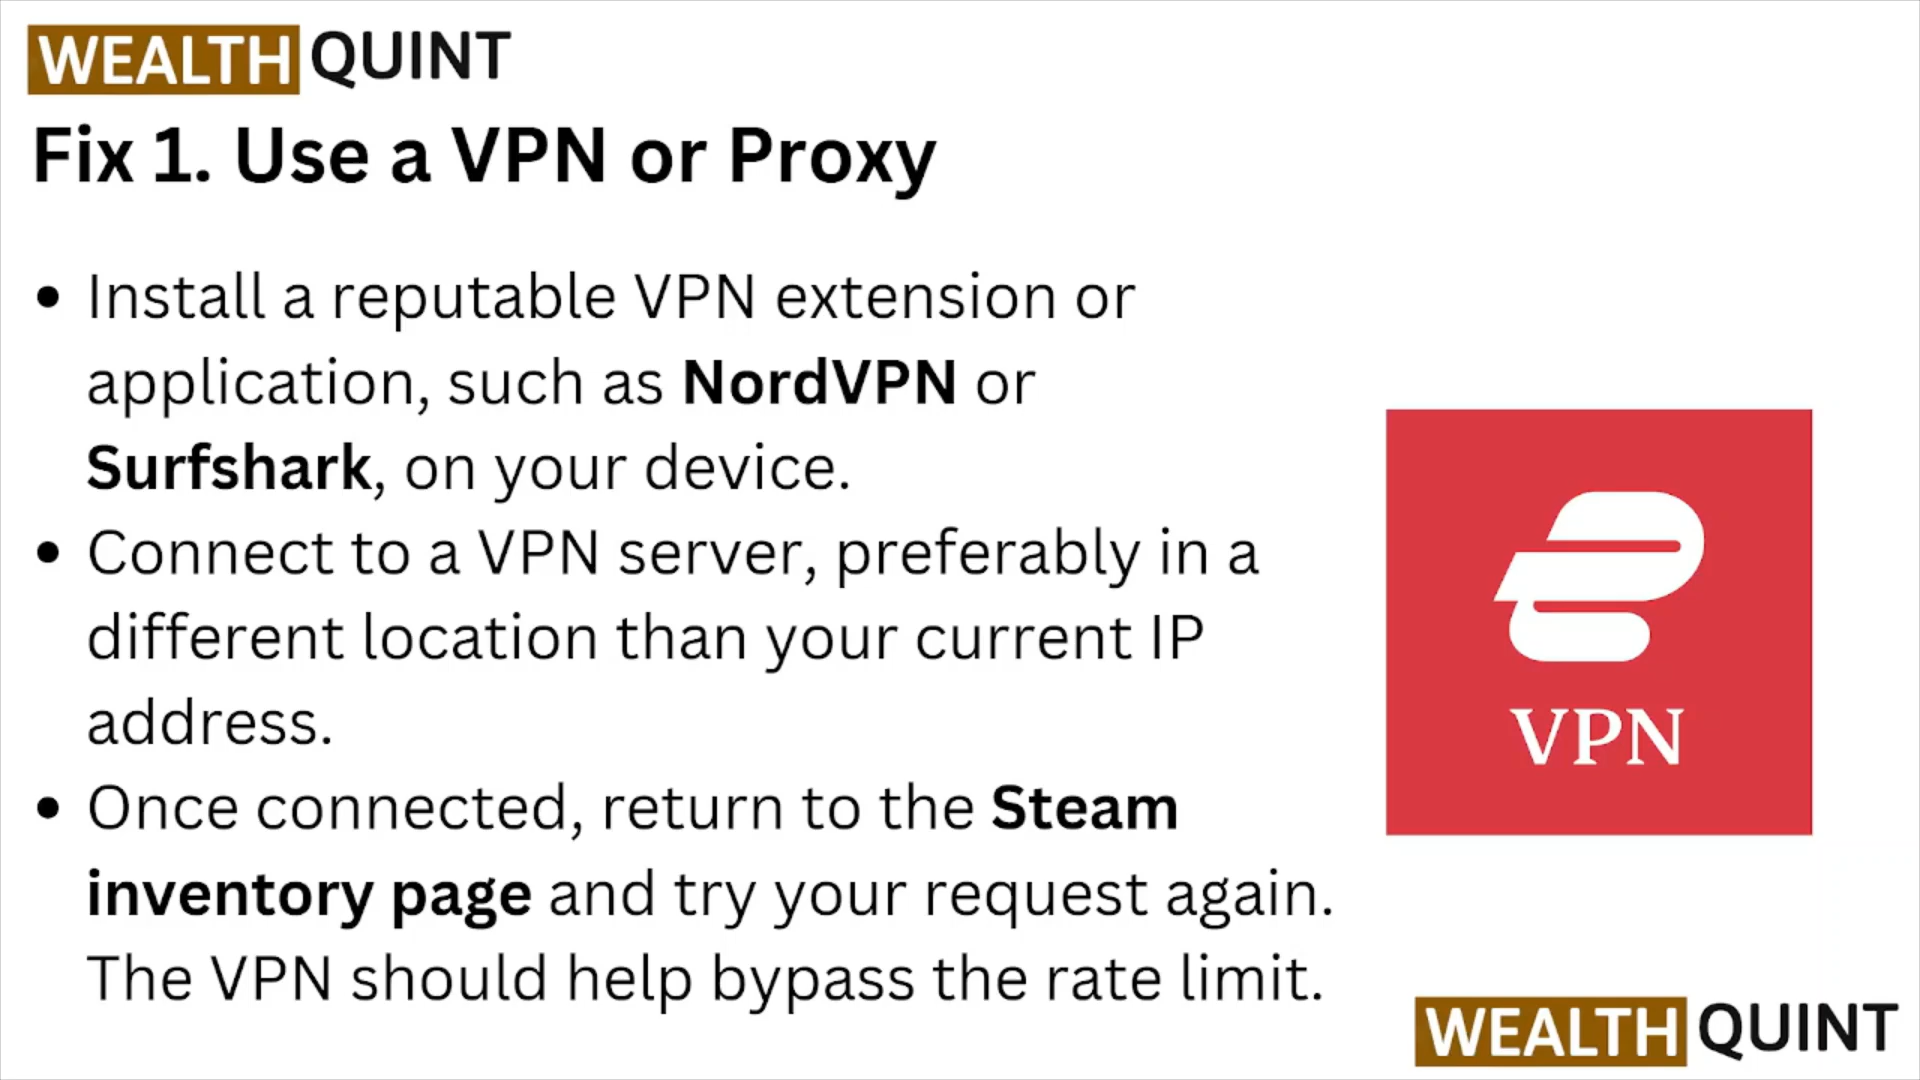 WEALTH QUINT
Fix 1. Use a VPN or Proxy
• Install a reputable VPN extension or
application, such as NordVPN or
Surfshark, on your device.
• Connect to a VPN server, preferably in a
different location than your current IP
address.
• Once connected, return to the Steam
inventory page and try your request again.
The VPN should help bypass the rate limit.
VPN
WEALTH QUINT